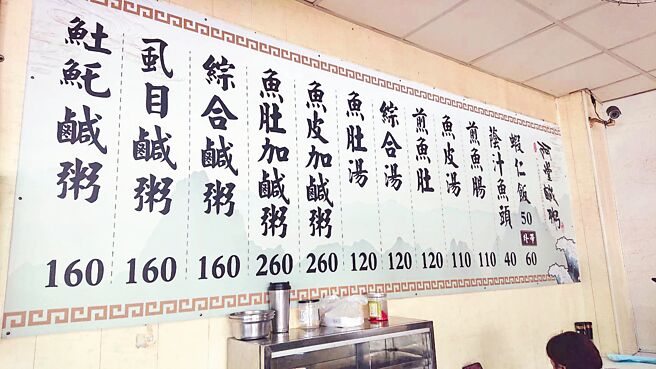 阿堂鹹粥
蝦仁飯 50
外帶 60
蔭汁魚頭 40
煎魚腸 110
魚皮湯 110
煎魚肚 120
綜合湯 120
魚肚湯 120
魚皮加鹹粥 260
魚肚加鹹粥 260
綜合鹹粥 160
虱目鹹粥 160
𩵚魠鹹粥 160